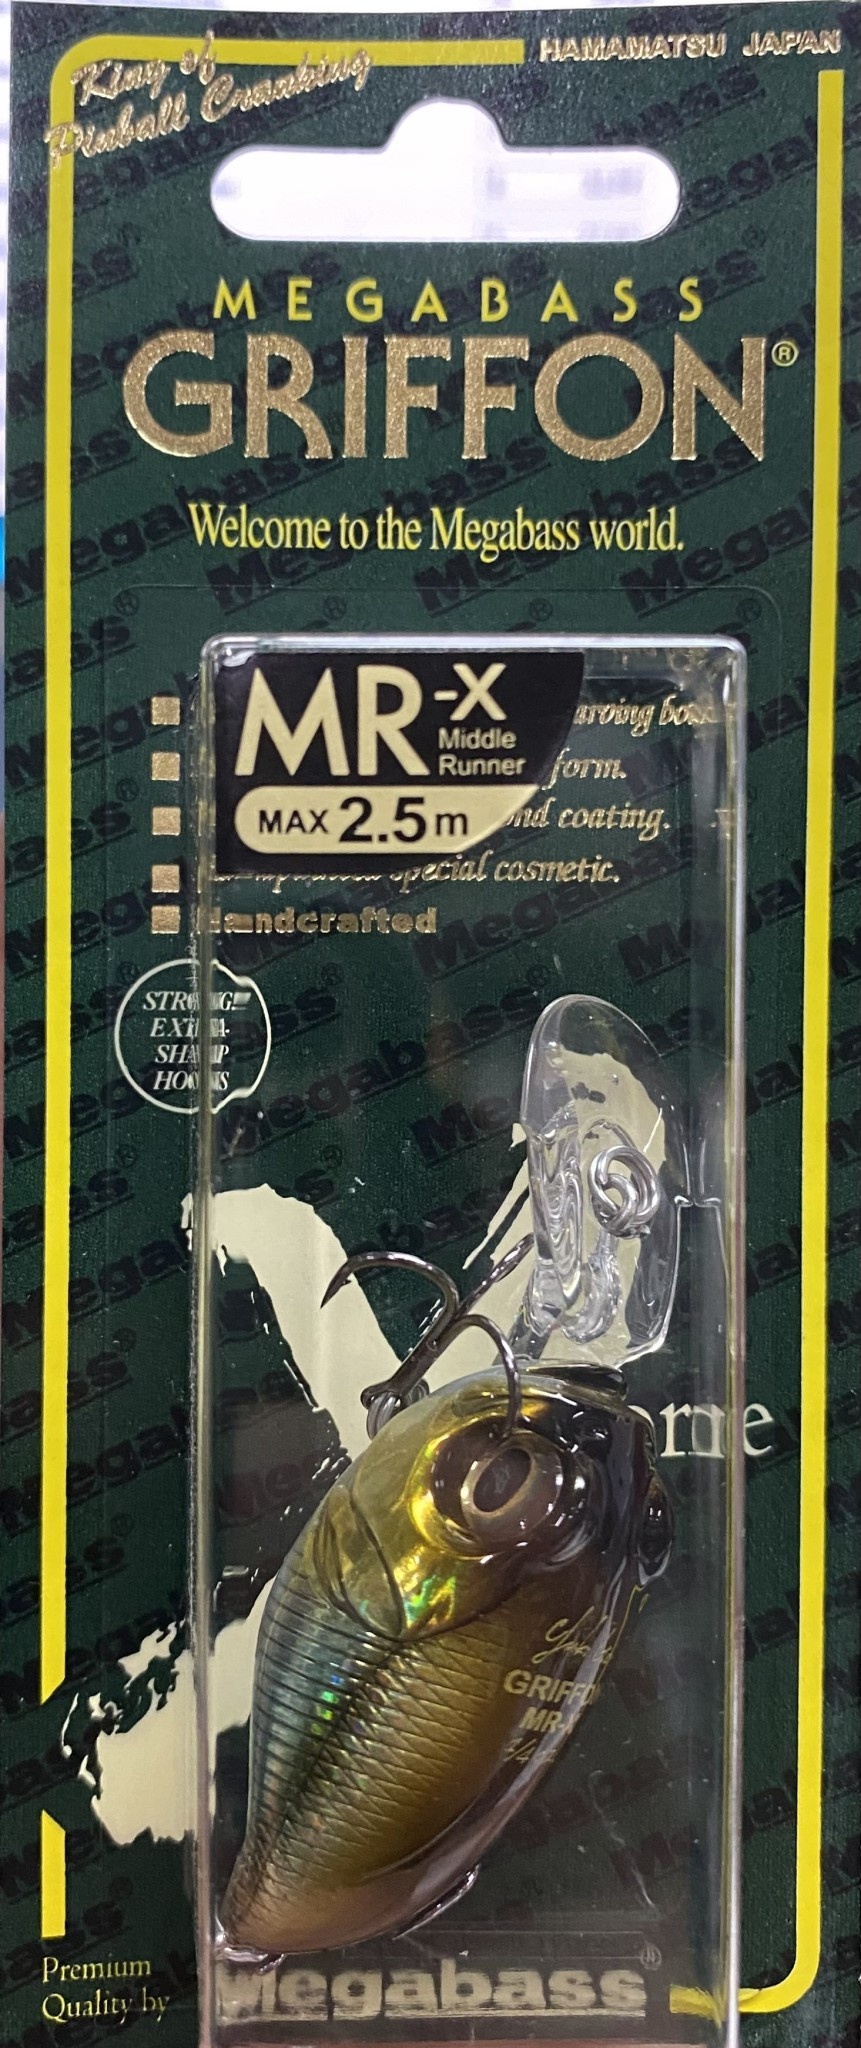 King of
Pinball Cranking
HAMAMATSU JAPAN
MEGABASS
GRIFFON®
Welcome to the Megabass world.
MR-X
Middle
Runner
MAX 2.5m
form.
coating.
special cosmetic.
Handcrafted
STRONG!!
EXTRA-
SHARP
HOOKS
GRIFFON
MR-X
Premium
Quality by
Megabass®